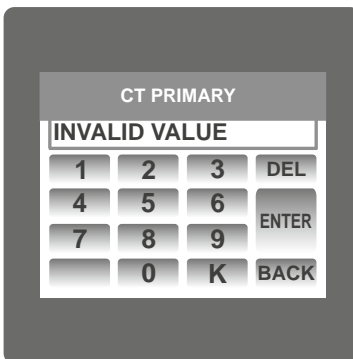 CT PRIMARY
INVALID VALUE
1 2 3 DEL
4 5 6
ENTER
7 8 9
0 K BACK